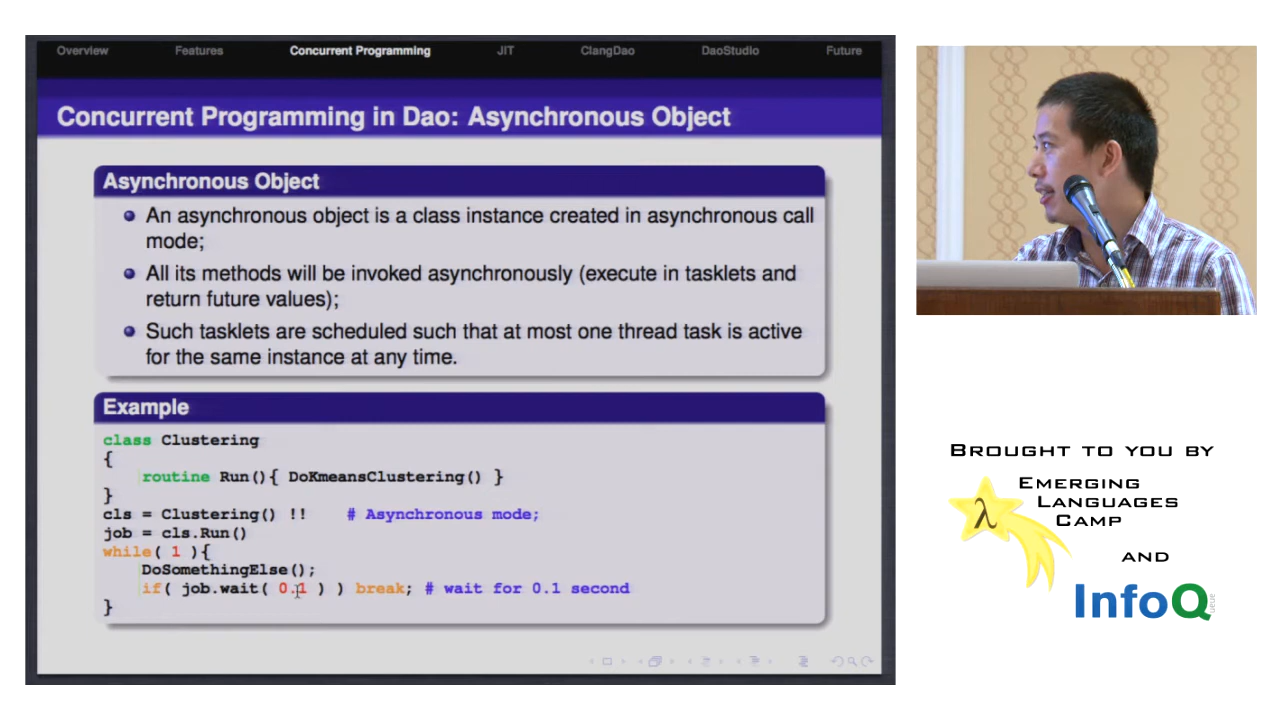 Overview Features Concurrent Programming JIT ClangDao DaoStudio Future
Concurrent Programming in Dao: Asynchronous Object
Asynchronous Object
An asynchronous object is a class instance created in asynchronous call
mode;
All its methods will be invoked asynchronously (execute in tasklets and
return future values);
Such tasklets are scheduled such that at most one thread task is active
for the same instance at any time.
Example
class Clustering
{
routine Run(){ DoKmeansClustering() }
}
cls = Clustering() !! # Asynchronous mode;
job = cls.Run()
while( 1 ){
DoSomethingElse();
if( job.wait( 0.1 ) ) break; # wait for 0.1 second
}
BROUGHT TO YOU BY
λ
EMERGING
LANGUAGES
CAMP
AND
InfoQueue